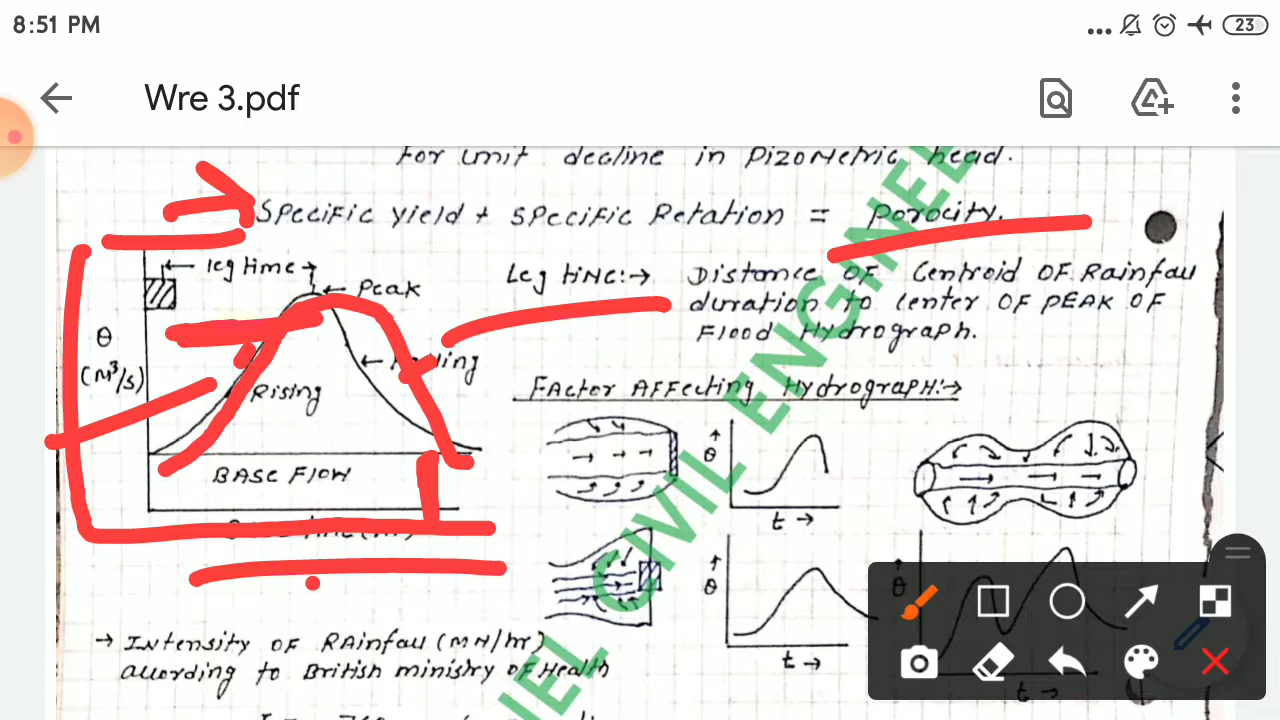 8:51 PM
23
Wre 3.pdf
For unit decline in Pizometric head.
Specific yield + Specific Retation = Porocity.
leg time
Peak
θ
(M³/s)
Rising
BASE FLOW
Leg time:→ Distance OF Centroid OF Rainfall
duration to center OF PEAK OF
Flood Hydrograph.
Factor Affecting Hydrograph:→
θ
t →
θ
t →
θ
t →
→ Intensity OF Rainfall (MM/hr)
according to British ministry of Health
CIVIL ENGINEE